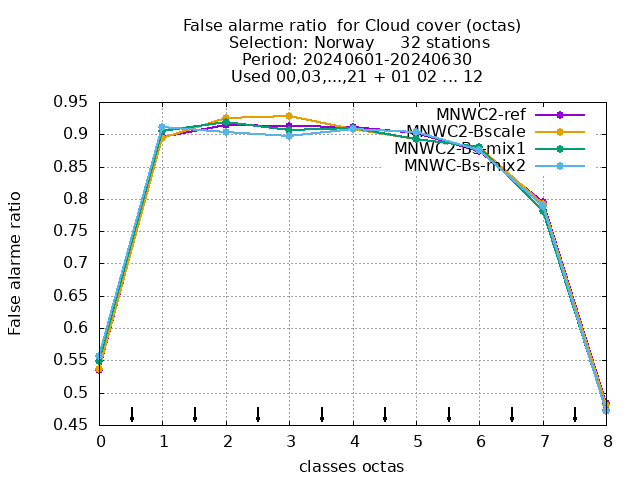 False alarme ratio  for Cloud cover (octas)
Selection: Norway     32 stations
Period: 20240601-20240630
Used 00,03,...,21 + 01 02 ... 12
0.95
0.9
0.85
0.8
0.75
0.7
0.65
0.6
0.55
0.5
0.45
False alarme ratio
MNWC2-ref
MNWC2-Bscale
MNWC2-Bs-mix1
MNWC-Bs-mix2
0 1 2 3 4 5 6 7 8
classes octas